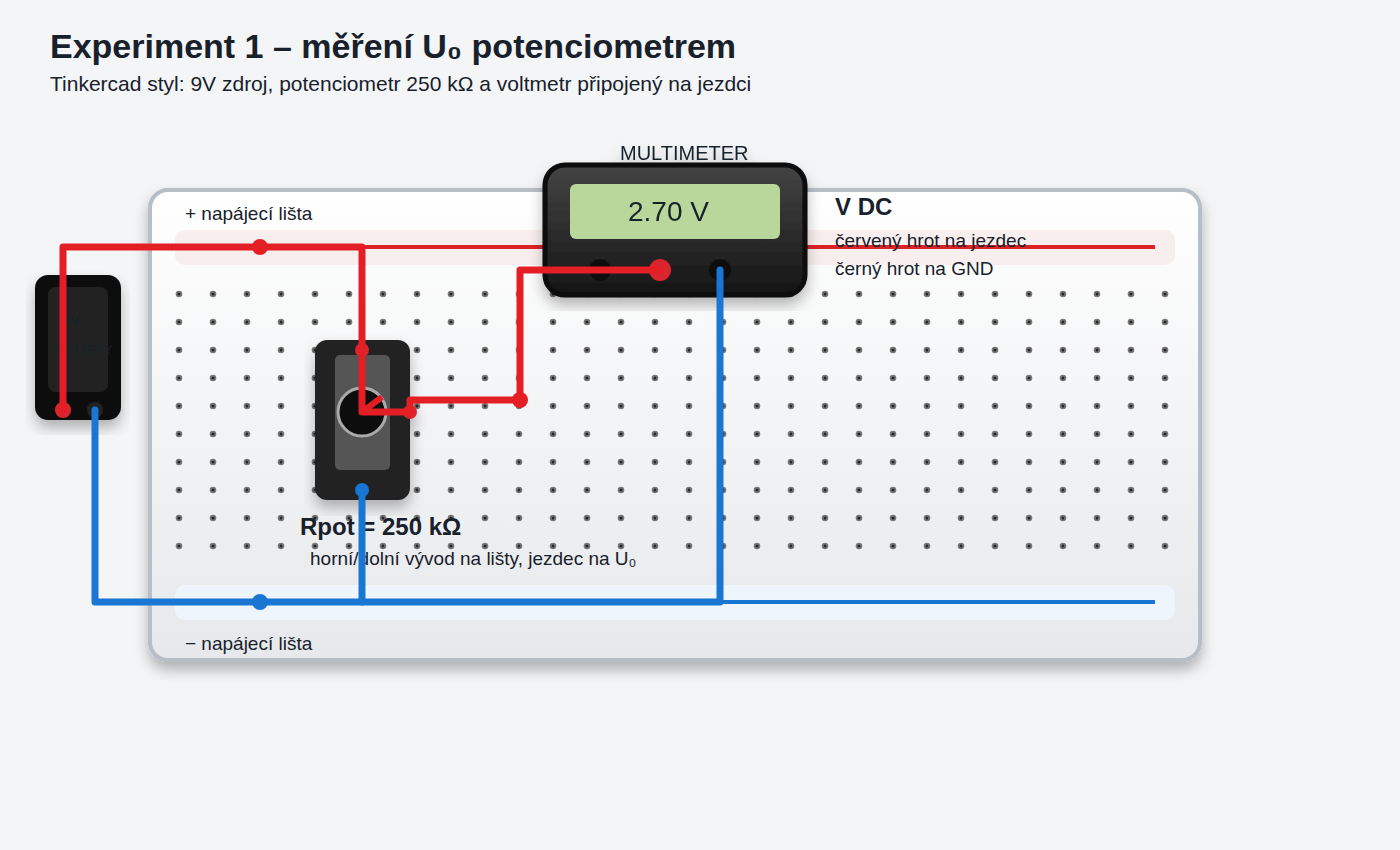 Experiment 1 – měření U₀ potenciometrem
Tinkercad styl: 9V zdroj, potenciometr 250 kΩ a voltmetr připojený na jezdci
MULTIMETER
2.70 V
+ napájecí lišta
V DC
červený hrot na jezdec
černý hrot na GND
Rpot = 250 kΩ
horní/dolní vývod na lišty, jezdec na U₀
− napájecí lišta